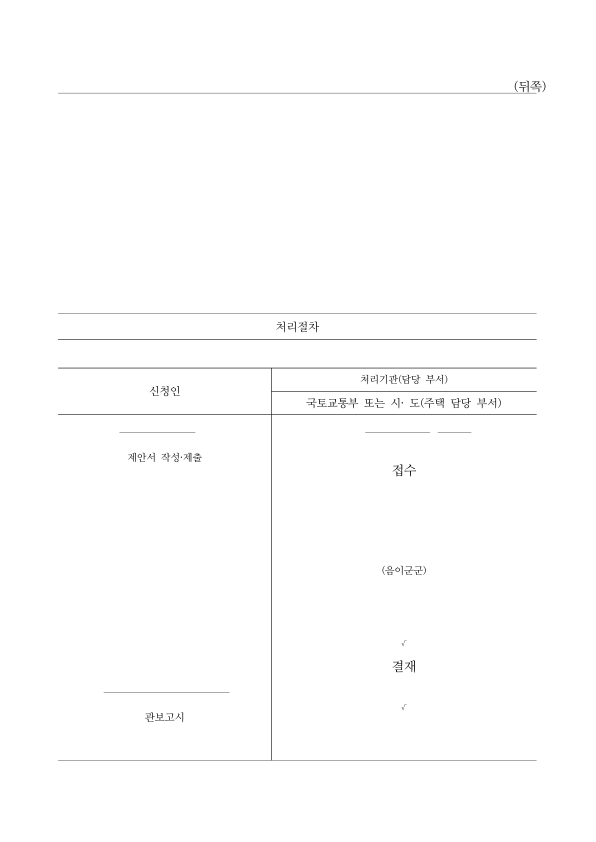 (뒤쪽)
처리절차
신청인
처리기관(담당 부서)
국토교통부 또는 시· 도(주택 담당 부서)
제안서 작성·제출
접수
(읍이군군)
√
결재
√
관보고시